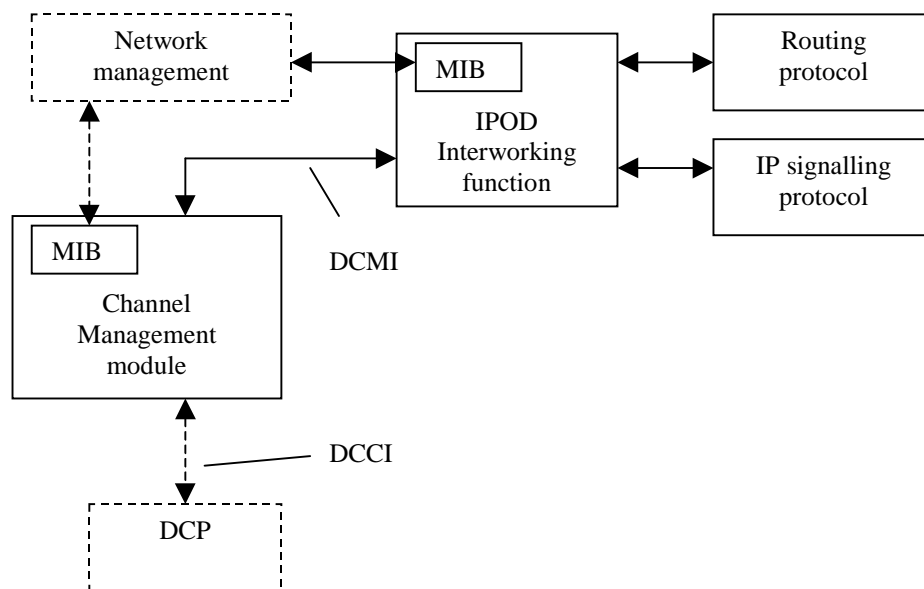 Network
management
MIB
IPOD
Interworking
function
Routing
protocol
IP signalling
protocol
MIB
Channel
Management
module
DCMI
DCCI
DCP